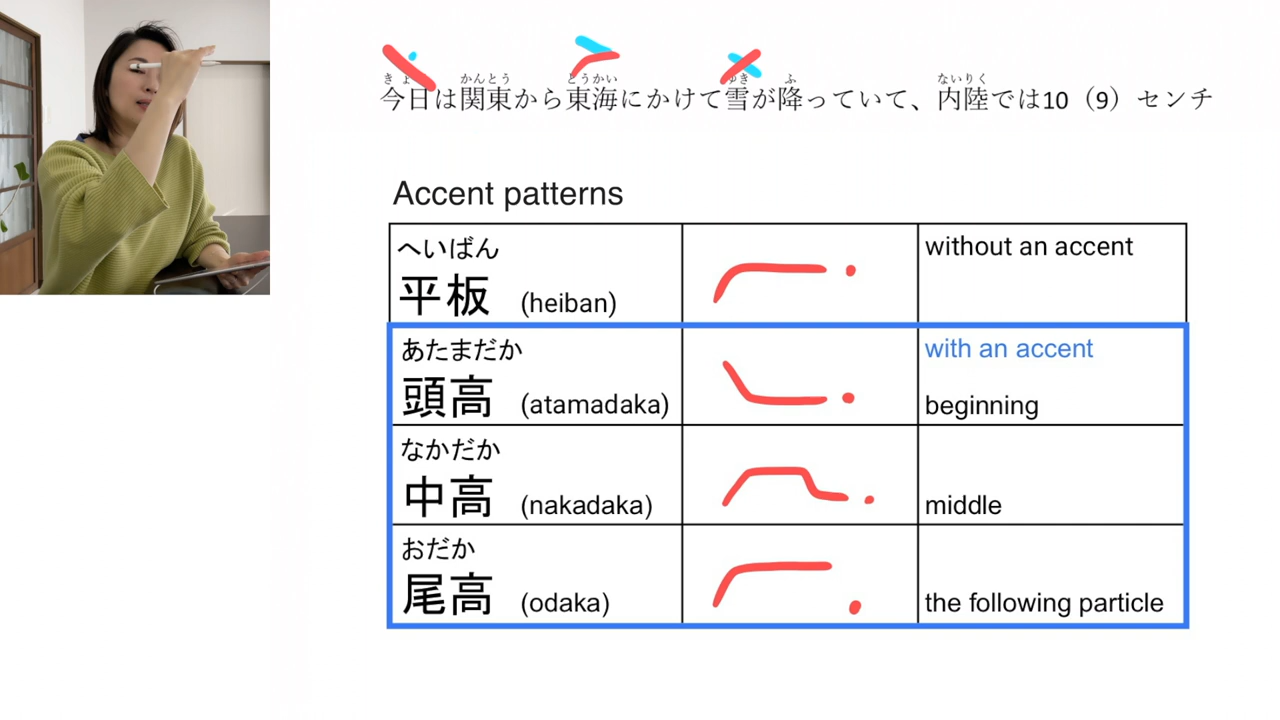 きょ かんとう とうかい ゆき ふ ないりく
今日は関東から東海にかけて雪が降っていて、内陸では10（9）センチ
Accent patterns
へいばん
平板 (heiban)
without an accent
あたまだか
頭高 (atamadaka)
with an accent
beginning
なかだか
中高 (nakadaka)
middle
おだか
尾高 (odaka)
the following particle